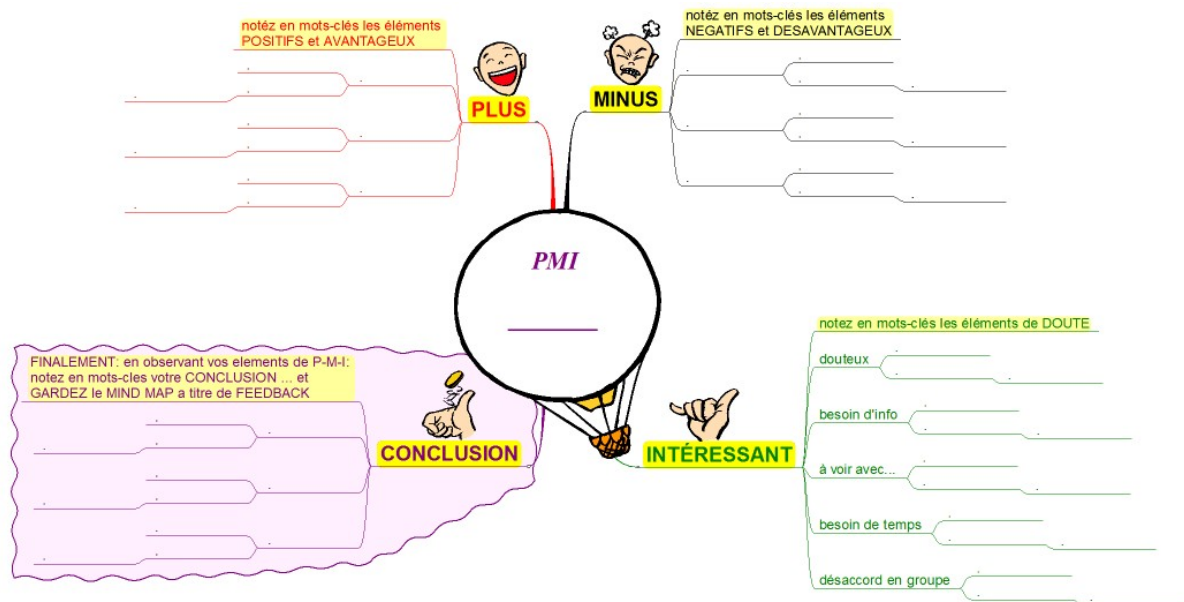 notéz en mots-clés les éléments
POSITIFS et AVANTAGEUX
PLUS
notéz en mots-clés les éléments
NEGATIFS et DESAVANTAGEUX
MINUS
PMI
FINALEMENT: en observant vos elements de P-M-I:
notez en mots-cles votre CONCLUSION ... et
GARDEZ le MIND MAP a titre de FEEDBACK
CONCLUSION
INTÉRESSANT
notez en mots-clés les éléments de DOUTE
douteux
besoin d'info
à voir avec...
besoin de temps
désaccord en groupe